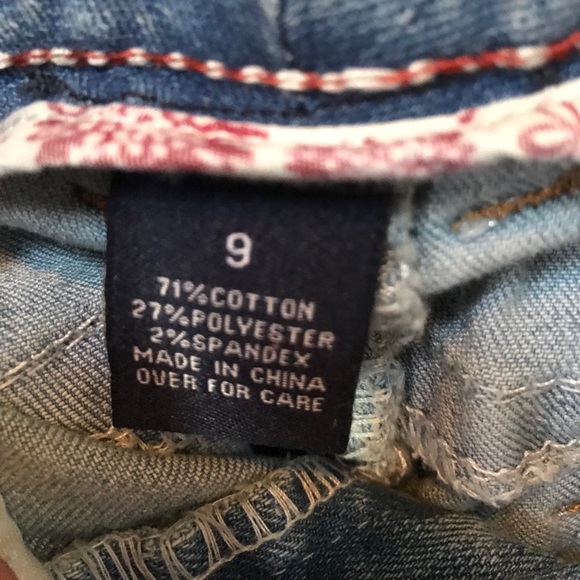 9
71%COTTON
27%POLYESTER
2%SPANDEX
MADE IN CHINA
OVER FOR CARE